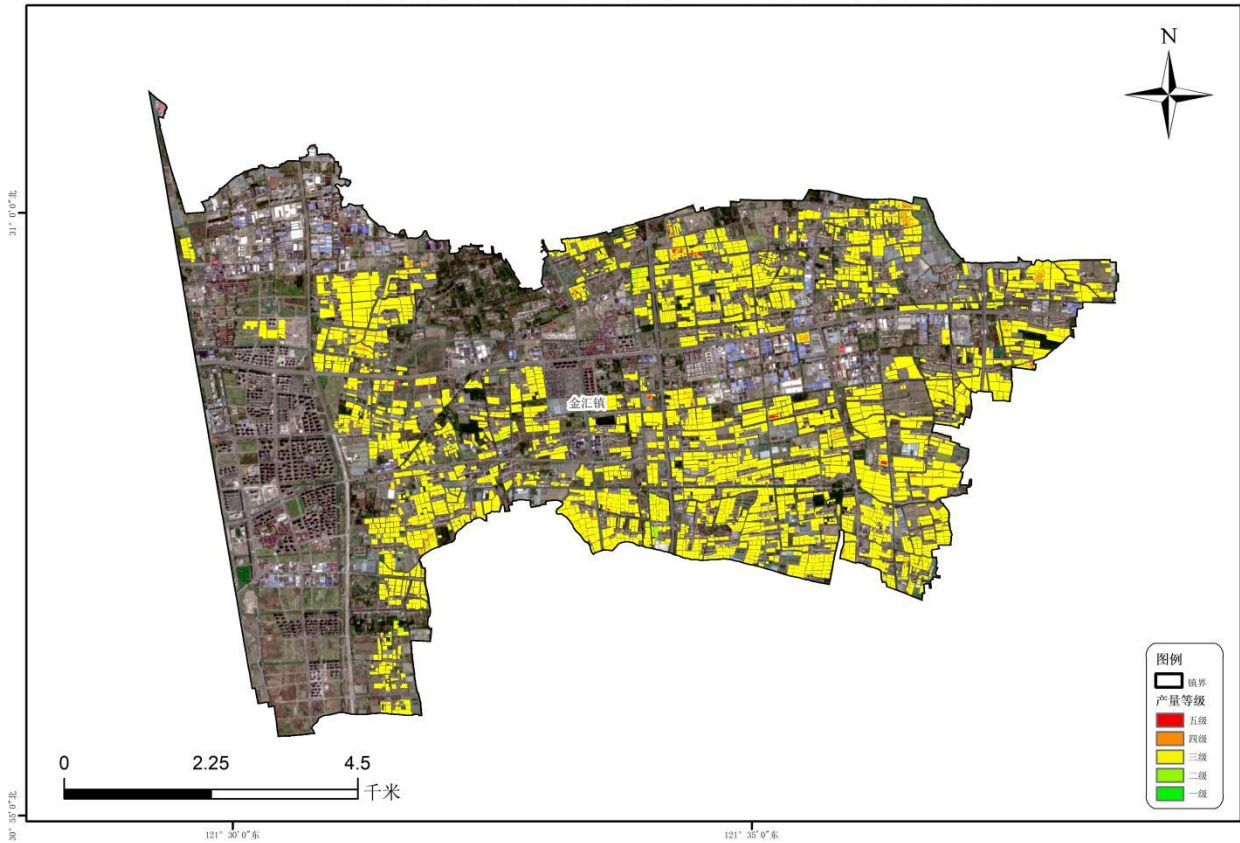 N
31° 0'0"北
金汇镇
图例
镇界
产量等级
五级
四级
三级
二级
一级
0 2.25 4.5
千米
30° 55'0"北
121° 30'0"东 121° 35'0"东